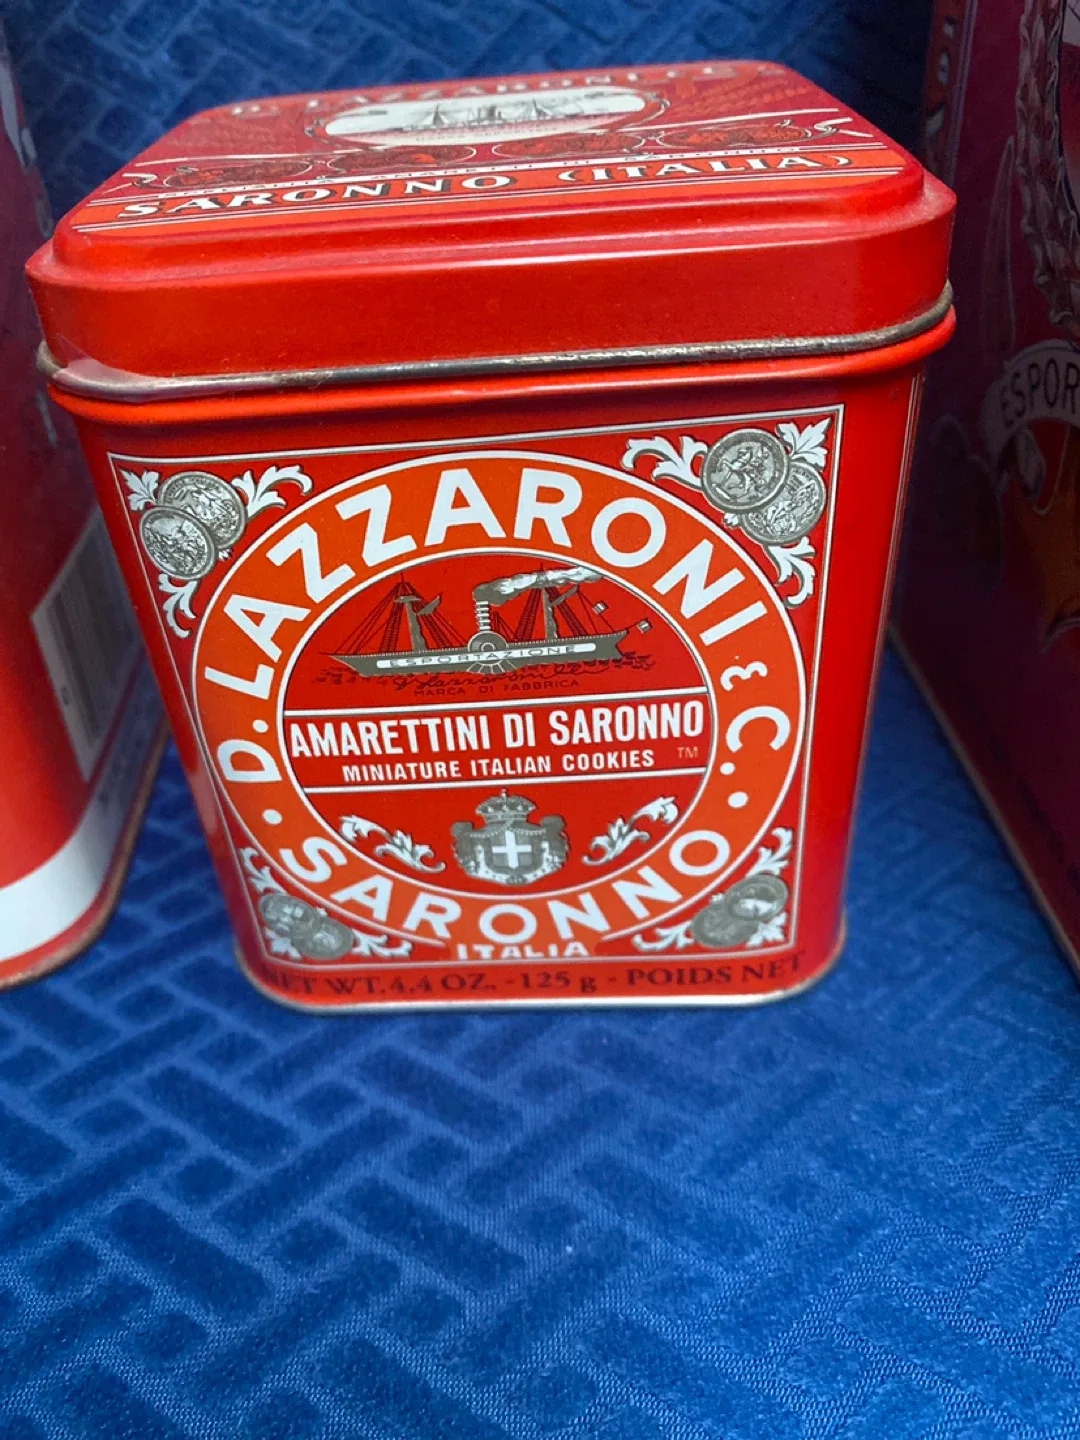 D. LAZZARONI & C.
SARONNO (ITALIA)
D. LAZZARONI & C.
ESPORTAZIONE
MARCA DI FABBRICA
AMARETTINI DI SARONNO
MINIATURE ITALIAN COOKIES TM
SARONNO
ITALIA
NET WT. 4.4 OZ. - 125 g - POIDS NET
ESPOR